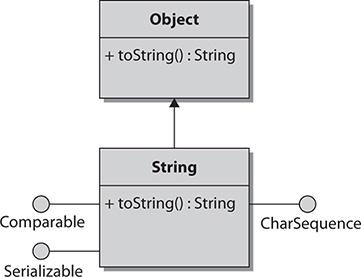 Object
+ toString() : String
String
+ toString() : String
Comparable
CharSequence
Serializable